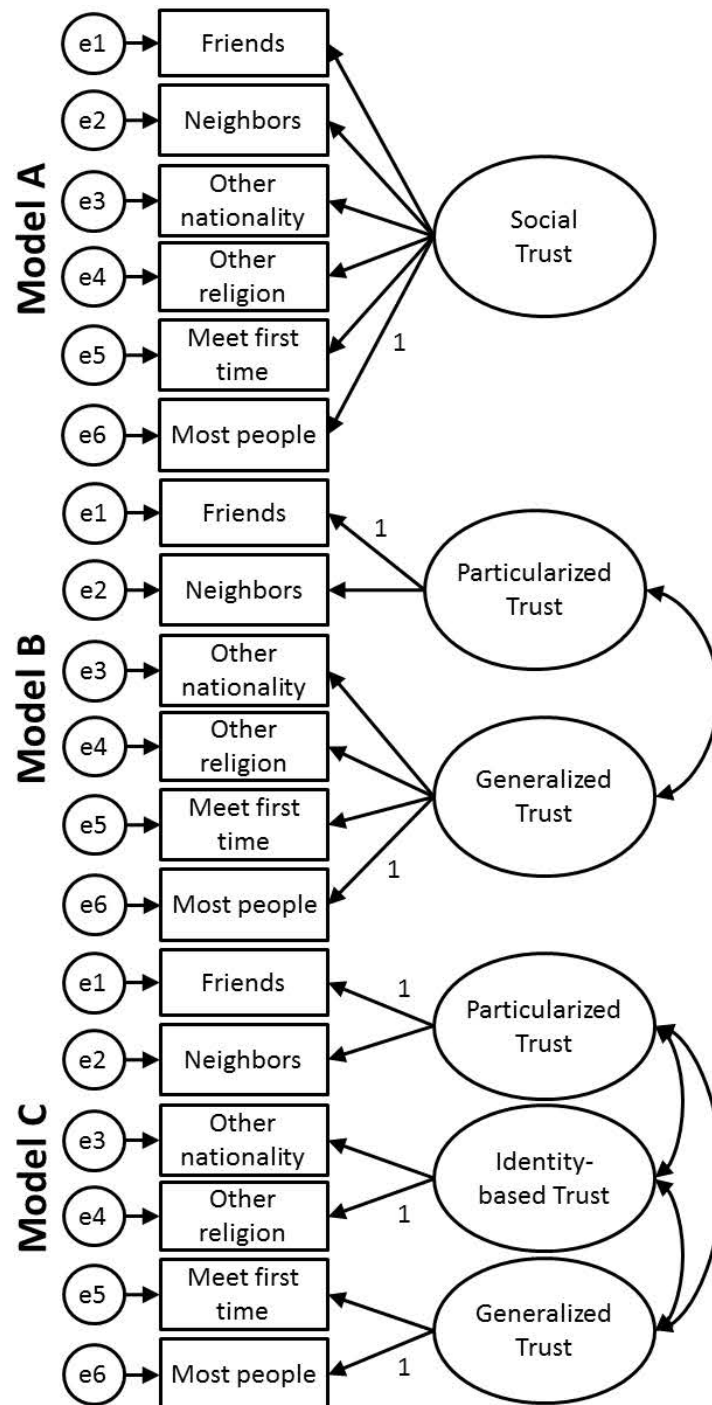 Model A
e1
Friends
e2
Neighbors
e3
Other
nationality
e4
Other
religion
e5
Meet first
time
e6
Most people
1
Social
Trust
Model B
e1
Friends
1
e2
Neighbors
Particularized
Trust
e3
Other
nationality
e4
Other
religion
e5
Meet first
time
e6
Most people
1
Generalized
Trust
Model C
e1
Friends
1
e2
Neighbors
Particularized
Trust
e3
Other
nationality
e4
Other
religion
1
Identity-
based Trust
e5
Meet first
time
e6
Most people
1
Generalized
Trust